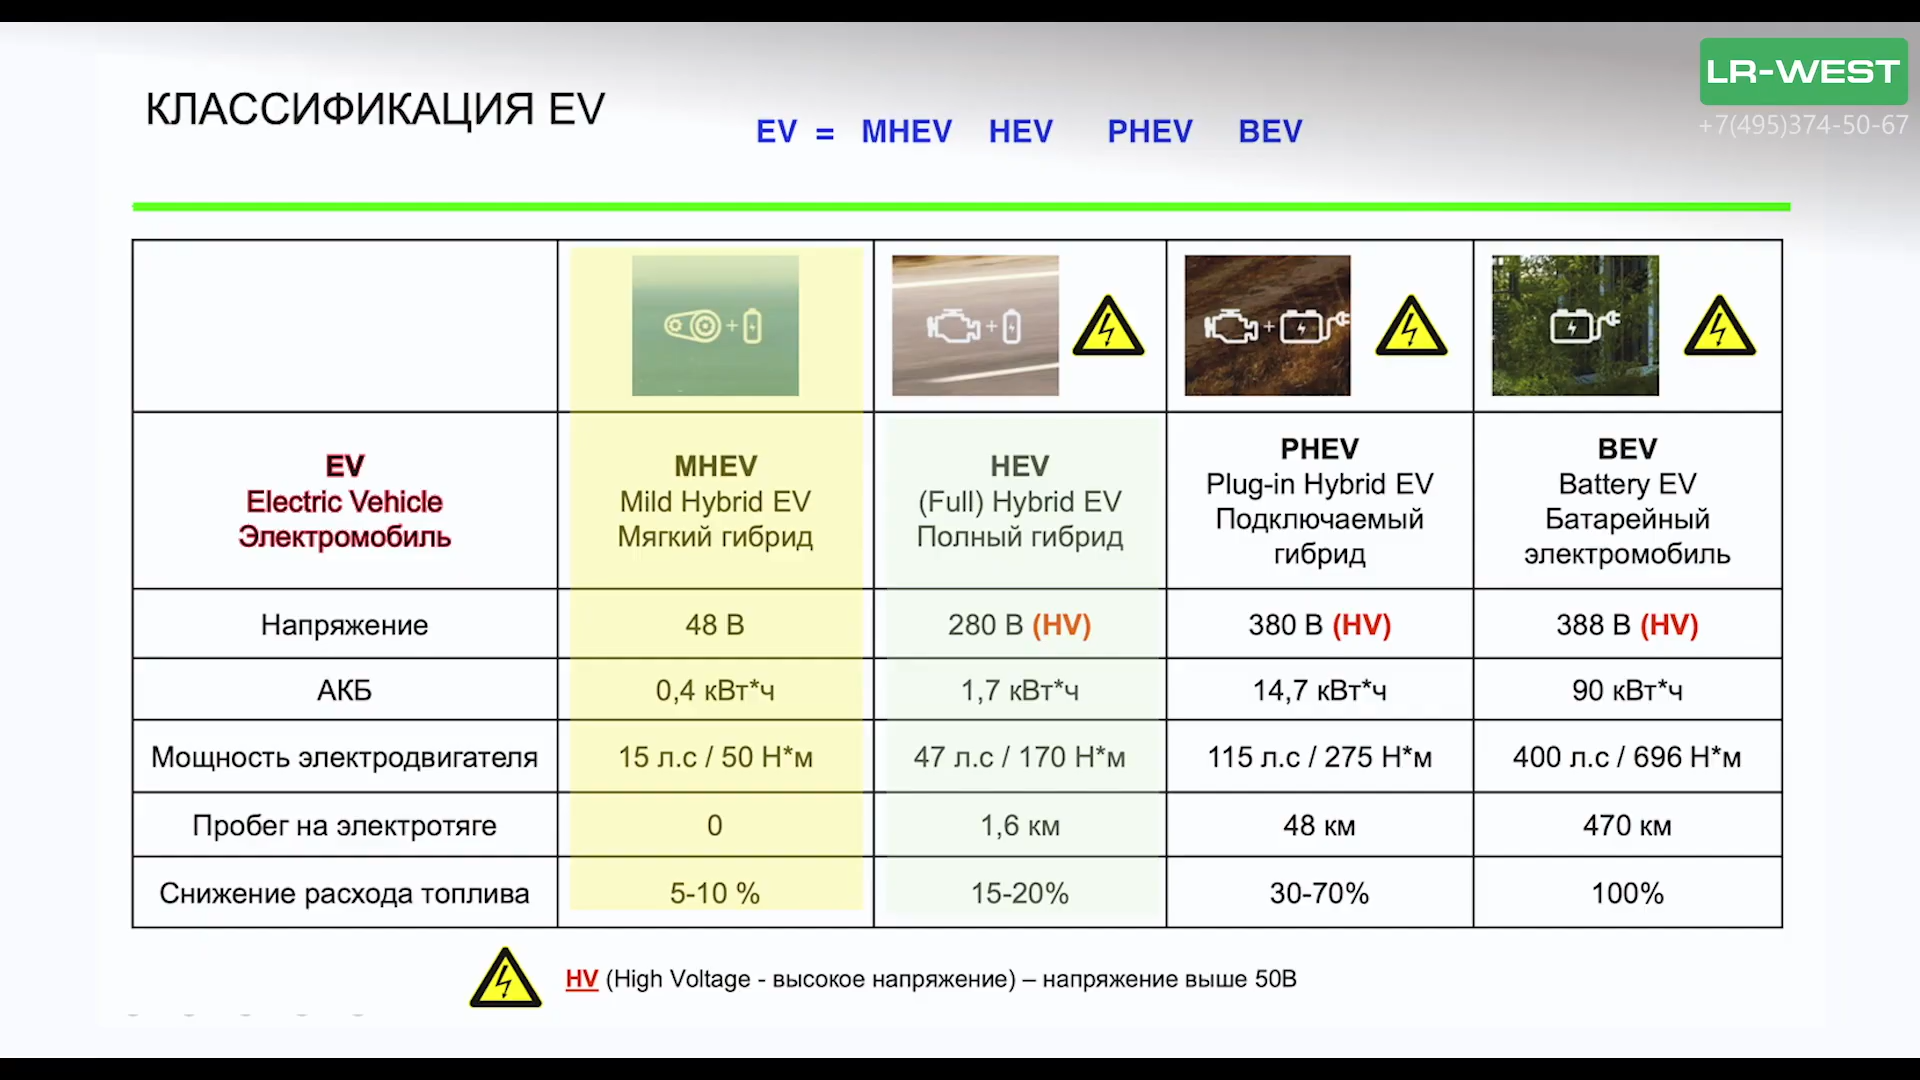 LR-WEST
+7(495)374-50-67
КЛАССИФИКАЦИЯ EV
EV = MHEV HEV PHEV BEV
EV
Electric Vehicle
Электромобиль
MHEV
Mild Hybrid EV
Мягкий гибрид
HEV
(Full) Hybrid EV
Полный гибрид
PHEV
Plug-in Hybrid EV
Подключаемый
гибрид
BEV
Battery EV
Батарейный
электромобиль
Напряжение 48 В 280 В (HV) 380 В (HV) 388 В (HV)
АКБ 0,4 кВт*ч 1,7 кВт*ч 14,7 кВт*ч 90 кВт*ч
Мощность электродвигателя 15 л.с / 50 Н*м 47 л.с / 170 Н*м 115 л.с / 275 Н*м 400 л.с / 696 Н*м
Пробег на электротяге 0 1,6 км 48 км 470 км
Снижение расхода топлива 5-10 % 15-20% 30-70% 100%
HV (High Voltage - высокое напряжение) – напряжение выше 50В